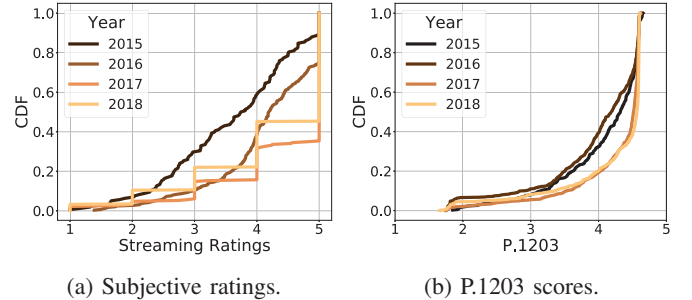 1.0
0.8
0.6
0.4
0.2
0.0
CDF
Year
2015
2016
2017
2018
1 2 3 4 5
Streaming Ratings
(a) Subjective ratings.
1.0
0.8
0.6
0.4
0.2
0.0
CDF
Year
2015
2016
2017
2018
1 2 3 4 5
P.1203
(b) P.1203 scores.